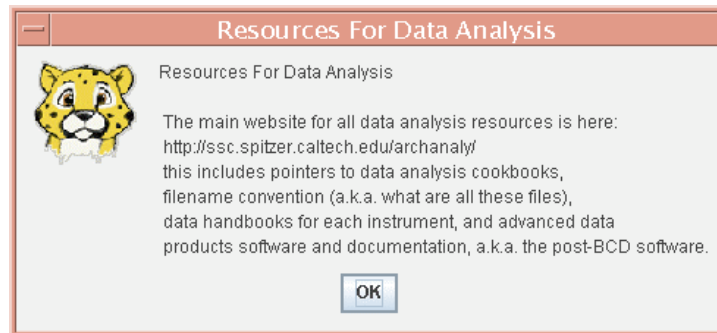 Resources For Data Analysis
Resources For Data Analysis
The main website for all data analysis resources is here:
http://ssc.spitzer.caltech.edu/archanaly/
this includes pointers to data analysis cookbooks,
filename convention (a.k.a. what are all these files),
data handbooks for each instrument, and advanced data
products software and documentation, a.k.a. the post-BCD software.
OK